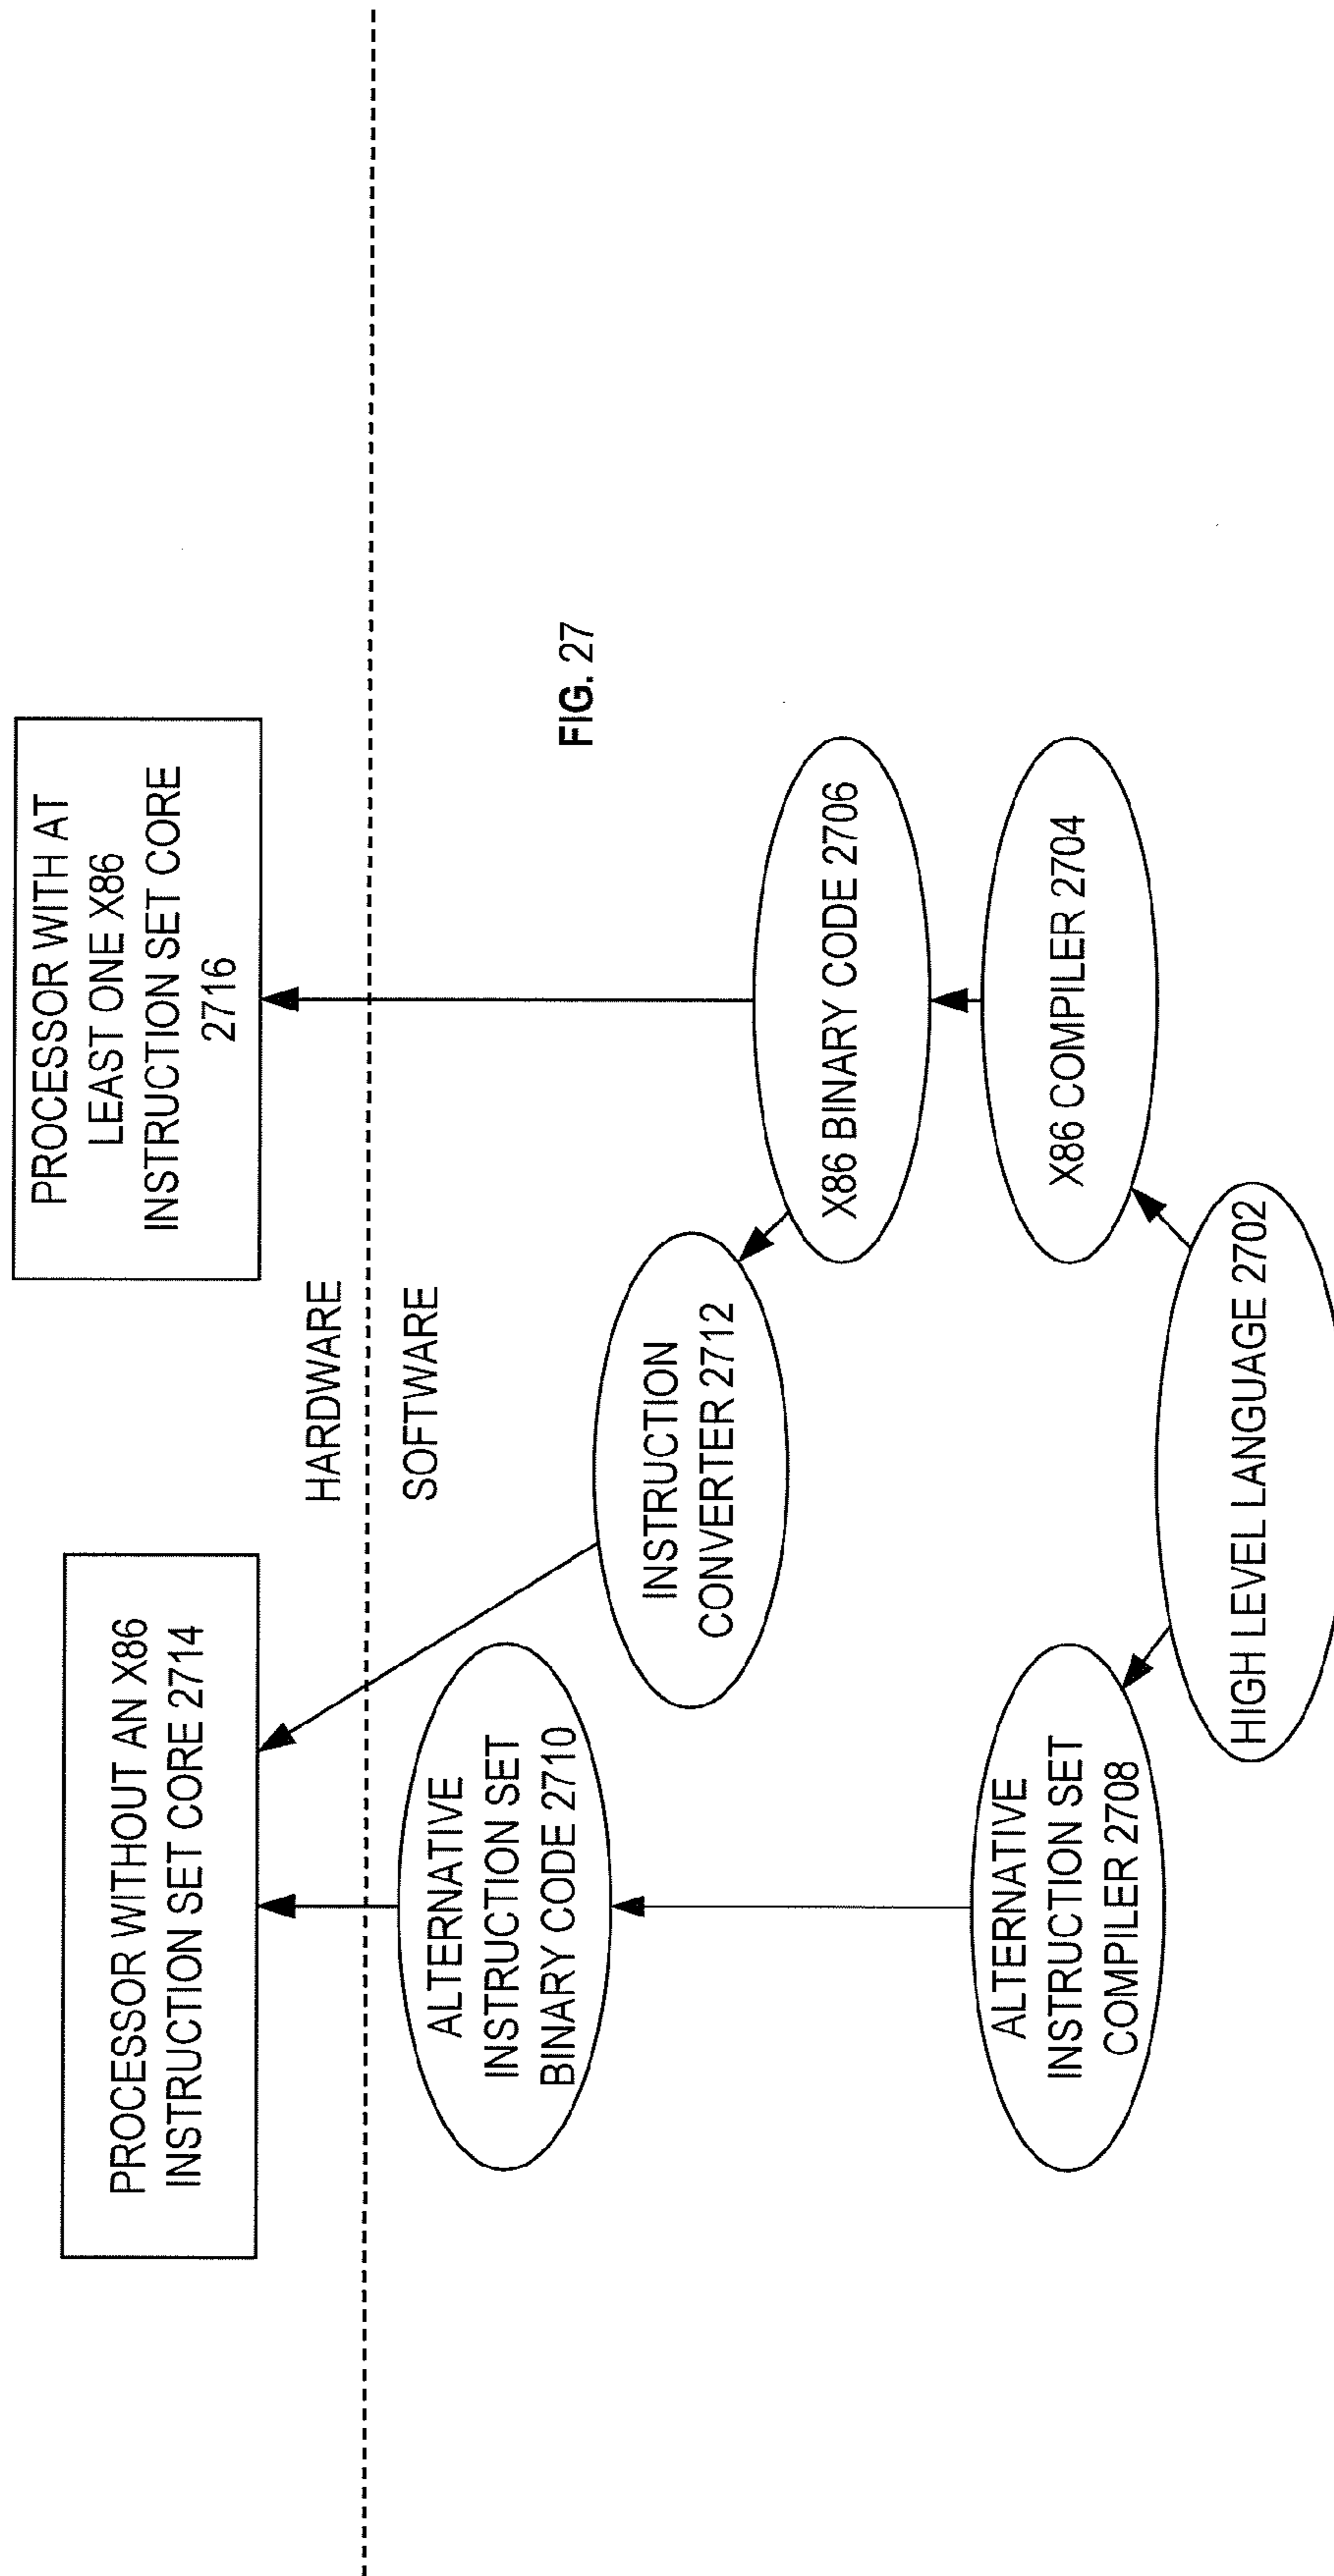 PROCESSOR WITHOUT AN X86
INSTRUCTION SET CORE 2714
PROCESSOR WITH AT
LEAST ONE X86
INSTRUCTION SET CORE
2716
HARDWARE
SOFTWARE
ALTERNATIVE
INSTRUCTION SET
BINARY CODE 2710
INSTRUCTION
CONVERTER 2712
FIG. 27
X86 BINARY CODE 2706
ALTERNATIVE
INSTRUCTION SET
COMPILER 2708
X86 COMPILER 2704
HIGH LEVEL LANGUAGE 2702